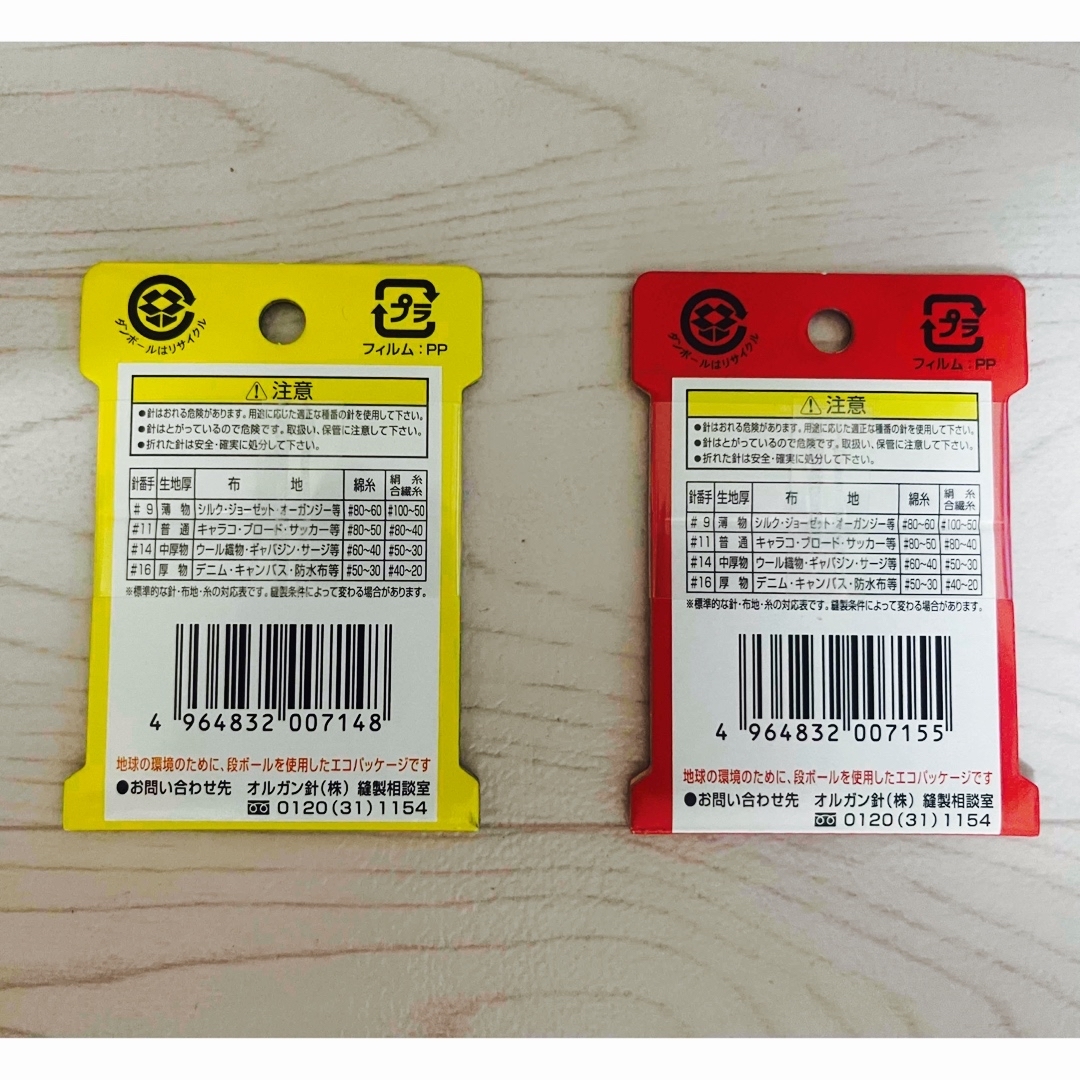 ダンボールはリサイクル
プラ
フィルム：PP
注意
●針はおれる危険があります。用途に応じた適正な種番の針を使用して下さい。
●針はとがっているので危険です。取扱い、保管に注意して下さい。
●折れた針は安全・確実に処分して下さい。
針番手 生地厚 布 地 綿糸 絹糸 合繊糸
#9 薄物 シルク・ジョーゼット・オーガンジー等 #80~60 #100~50
#11 普通 キャラコ・ブロード・サッカー等 #80~50 #80~40
#14 中厚物 ウール織物・ギャバジン・サージ等 #60~40 #50~30
#16 厚物 デニム・キャンバス・防水布等 #50~30 #40~20
※標準的な針・布地・糸の対応表です。縫製条件によって変わる場合があります。
4 964832 007148
地球の環境のために、段ボールを使用したエコパッケージです
●お問い合わせ先 オルガン針(株) 縫製相談室
0120(31)1154
ダンボールはリサイクル
プラ
フィルム：PP
注意
●針はおれる危険があります。用途に応じた適正な種番の針を使用して下さい。
●針はとがっているので危険です。取扱い、保管に注意して下さい。
●折れた針は安全・確実に処分して下さい。
針番手 生地厚 布 地 綿糸 絹糸 合繊糸
#9 薄物 シルク・ジョーゼット・オーガンジー等 #80~60 #100~50
#11 普通 キャラコ・ブロード・サッカー等 #80~50 #80~40
#14 中厚物 ウール織物・ギャバジン・サージ等 #60~40 #50~30
#16 厚物 デニム・キャンバス・防水布等 #50~30 #40~20
※標準的な針・布地・糸の対応表です。縫製条件によって変わる場合があります。
4 964832 007155
地球の環境のために、段ボールを使用したエコパッケージです
●お問い合わせ先 オルガン針(株) 縫製相談室
0120(31)1154